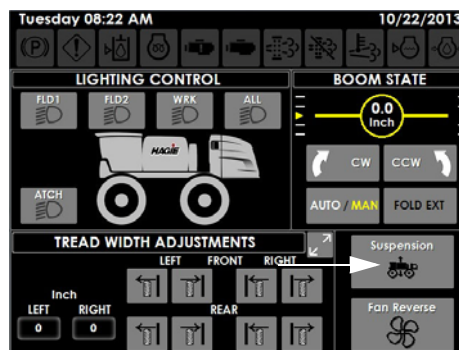 Tuesday 08:22 AM 10/22/2013
(P)
LIGHTING CONTROL BOOM STATE
FLD1 FLD2 WRK ALL
0.0
Inch
HAGIE
CW CCW
ATCH
AUTO / MAN FOLD EXT
TREAD WIDTH ADJUSTMENTS
Suspension
LEFT FRONT RIGHT
Inch
LEFT RIGHT
REAR
Fan Reverse
0 0